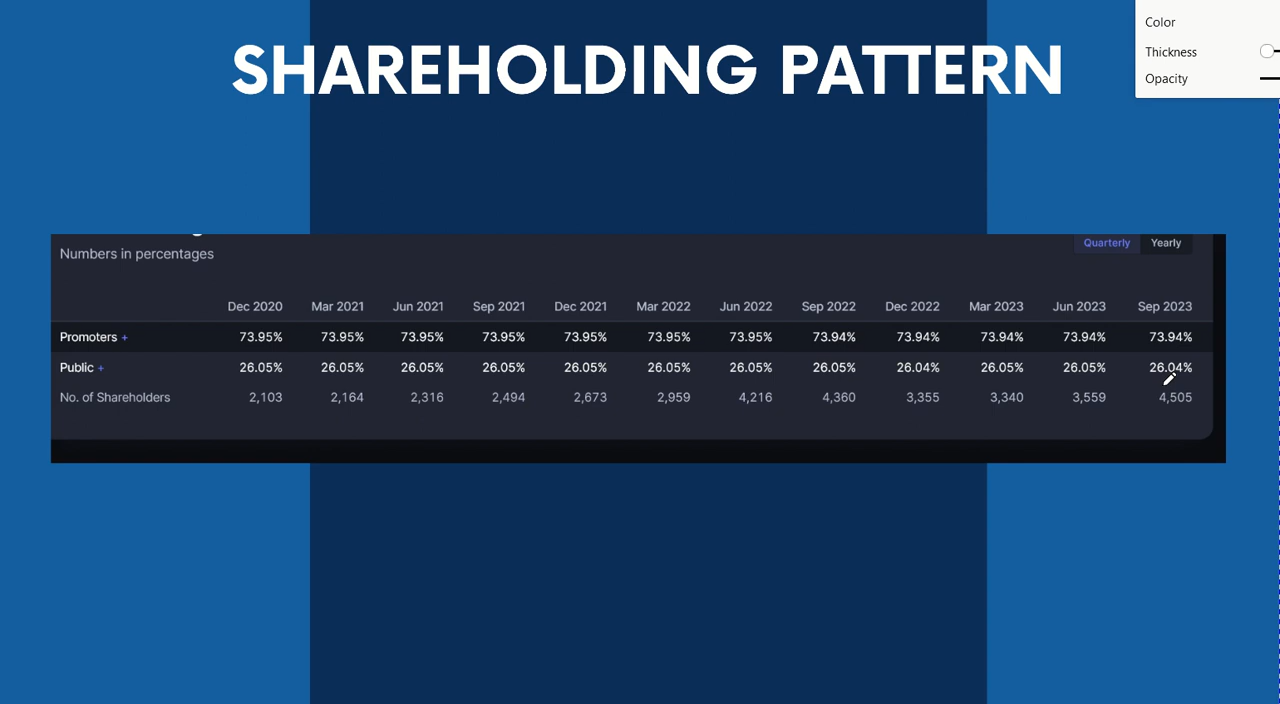 SHAREHOLDING PATTERN
Color
Thickness
Opacity
Numbers in percentages
Quarterly Yearly
Dec 2020 Mar 2021 Jun 2021 Sep 2021 Dec 2021 Mar 2022 Jun 2022 Sep 2022 Dec 2022 Mar 2023 Jun 2023 Sep 2023
Promoters + 73.95% 73.95% 73.95% 73.95% 73.95% 73.95% 73.95% 73.94% 73.94% 73.94% 73.94% 73.94%
Public + 26.05% 26.05% 26.05% 26.05% 26.05% 26.05% 26.05% 26.05% 26.04% 26.05% 26.05% 26.04%
No. of Shareholders 2,103 2,164 2,316 2,494 2,673 2,959 4,216 4,360 3,355 3,340 3,559 4,505